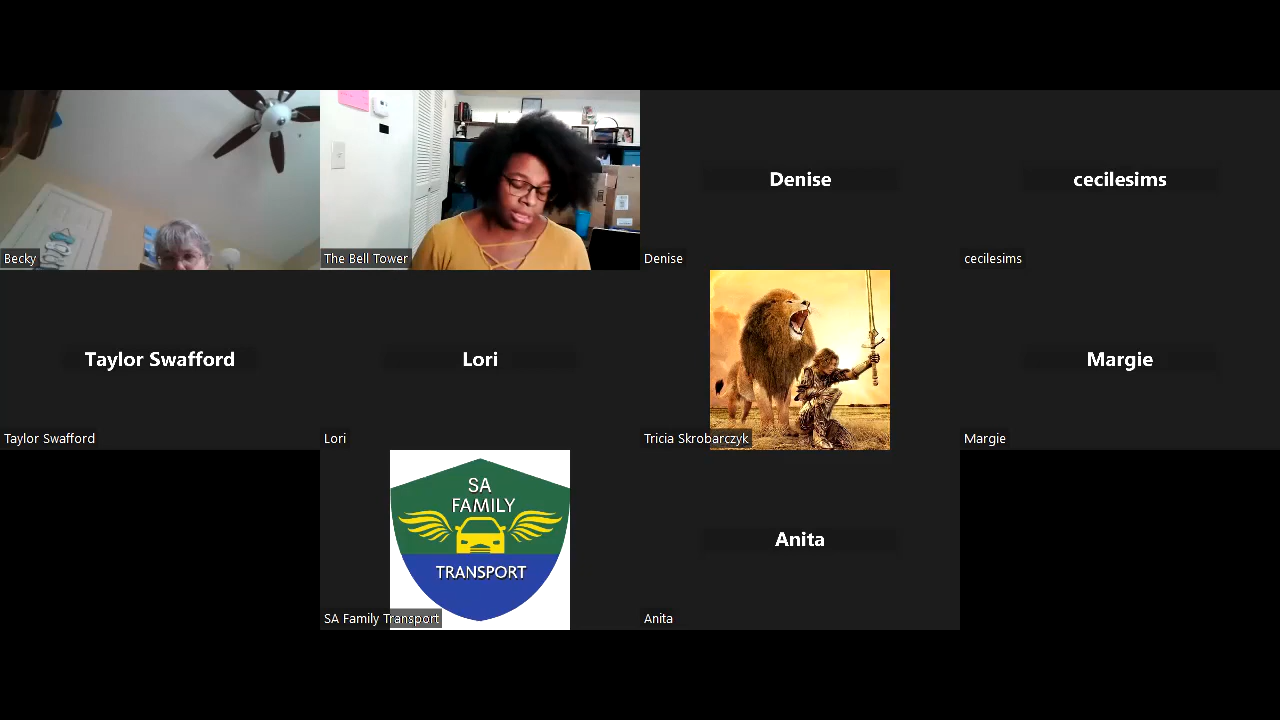 Becky
The Bell Tower
Denise
Denise
cecilesims
cecilesims
Taylor Swafford
Taylor Swafford
Lori
Lori
Tricia Skrobarczyk
Margie
Margie
SA
FAMILY
TRANSPORT
SA Family Transport
Anita
Anita